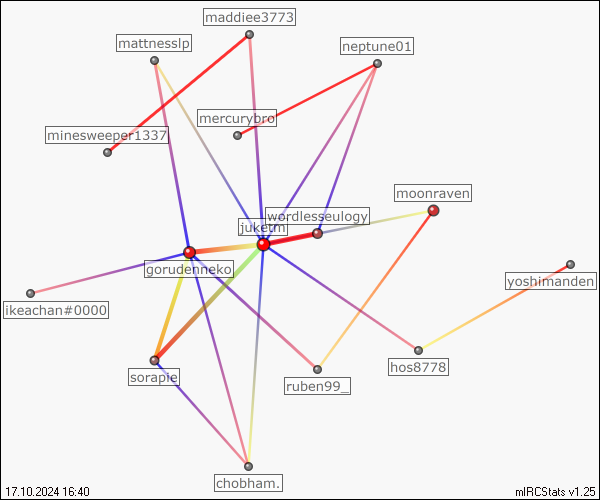 maddiee3773
mattnesslp
neptune01
mercurybro
minesweeper1337
moonraven
wordlesseulogy
juketm
gorudenneko
yoshimanden
ikeachan#0000
hos8778
sorapie
ruben99_
chobham.
17.10.2024 16:40
mIRCStats v1.25